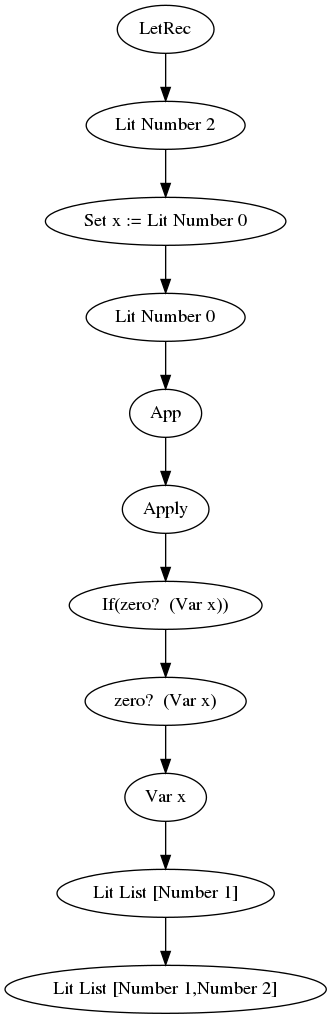 LetRec
Lit Number 2
Set x := Lit Number 0
Lit Number 0
App
Apply
If(zero?  (Var x))
zero?  (Var x)
Var x
Lit List [Number 1]
Lit List [Number 1,Number 2]